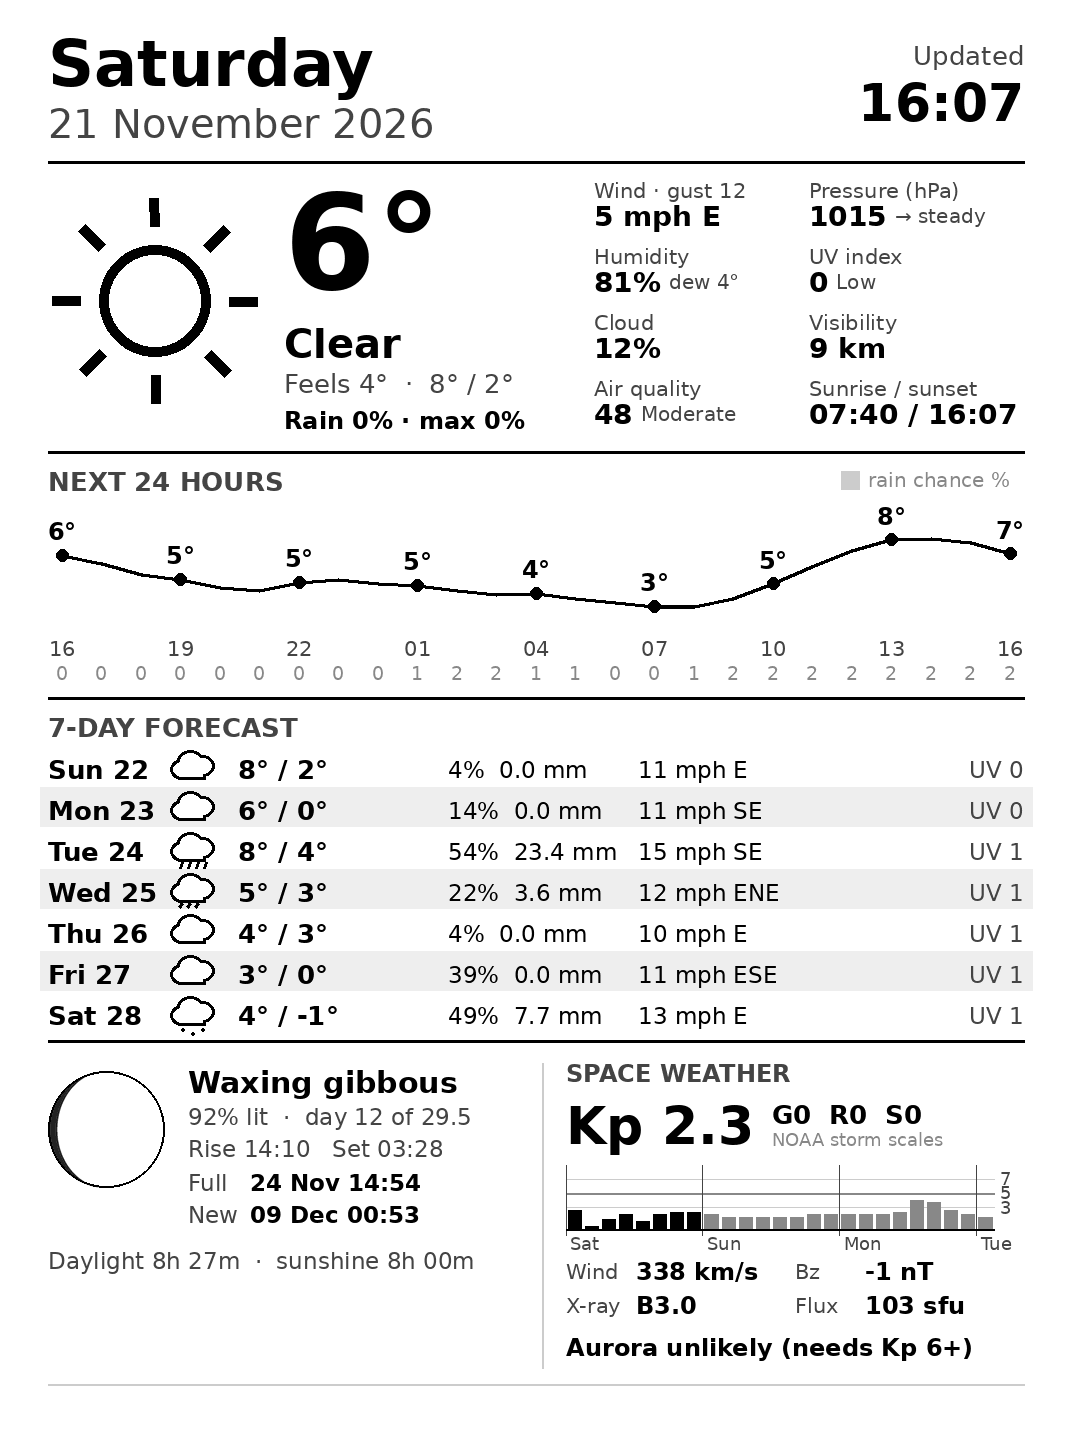 Saturday
21 November 2026
Updated
16:07
6°
Clear
Feels 4° · 8° / 2°
Rain 0% · max 0%
Wind · gust 12
5 mph E
Pressure (hPa)
1015 → steady
Humidity
81% dew 4°
UV index
0 Low
Cloud
12%
Visibility
9 km
Air quality
48 Moderate
Sunrise / sunset
07:40 / 16:07
NEXT 24 HOURS
rain chance %
6° 5° 5° 5° 4° 3° 5° 8° 7°
16 19 22 01 04 07 10 13 16
0 0 0 0 0 0 0 0 0 1 2 2 1 1 0 0 1 2 2 2 2 2 2 2 2
7-DAY FORECAST
Sun 22 8° / 2° 4% 0.0 mm 11 mph E UV 0
Mon 23 6° / 0° 14% 0.0 mm 11 mph SE UV 0
Tue 24 8° / 4° 54% 23.4 mm 15 mph SE UV 1
Wed 25 5° / 3° 22% 3.6 mm 12 mph ENE UV 1
Thu 26 4° / 3° 4% 0.0 mm 10 mph E UV 1
Fri 27 3° / 0° 39% 0.0 mm 11 mph ESE UV 1
Sat 28 4° / -1° 49% 7.7 mm 13 mph E UV 1
Waxing gibbous
92% lit · day 12 of 29.5
Rise 14:10 Set 03:28
Full 24 Nov 14:54
New 09 Dec 00:53
Daylight 8h 27m · sunshine 8h 00m
SPACE WEATHER
Kp 2.3 G0 R0 S0
NOAA storm scales
7
5
3
Sat Sun Mon Tue
Wind 338 km/s Bz -1 nT
X-ray B3.0 Flux 103 sfu
Aurora unlikely (needs Kp 6+)